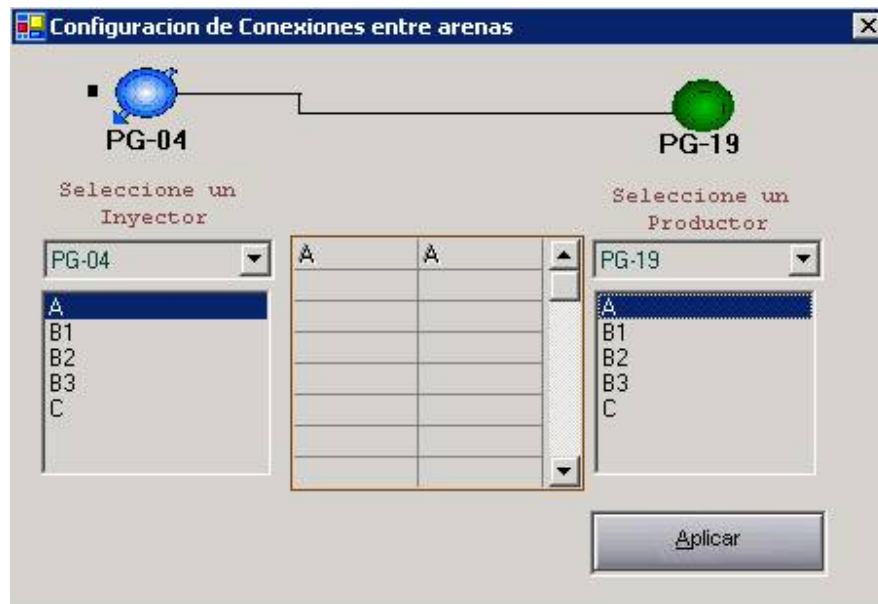 Configuracion de Conexiones entre arenas
PG-04
PG-19
Seleccione un
Inyector
Seleccione un
Productor
PG-04
A A
PG-19
A
B1
B2
B3
C
A
B1
B2
B3
C
Aplicar